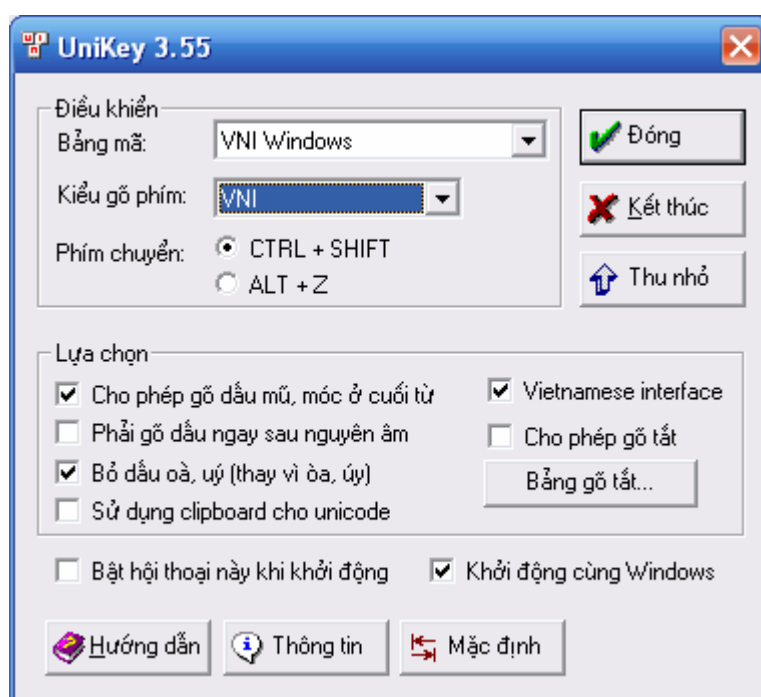 UniKey 3.55
Điều khiển
Bảng mã: VNI Windows
Đóng
Kiểu gõ phím: VNI
Kết thúc
Phím chuyển: CTRL + SHIFT
ALT + Z
Thu nhỏ
Lựa chọn
Cho phép gõ dấu mũ, móc ở cuối từ
Vietnamese interface
Phải gõ dấu ngay sau nguyên âm
Cho phép gõ tắt
Bỏ dấu oà, uý (thay vì òa, úy)
Bảng gõ tắt...
Sử dụng clipboard cho unicode
Bật hội thoại này khi khởi động
Khởi động cùng Windows
Hướng dẫn
Thông tin
Mặc định